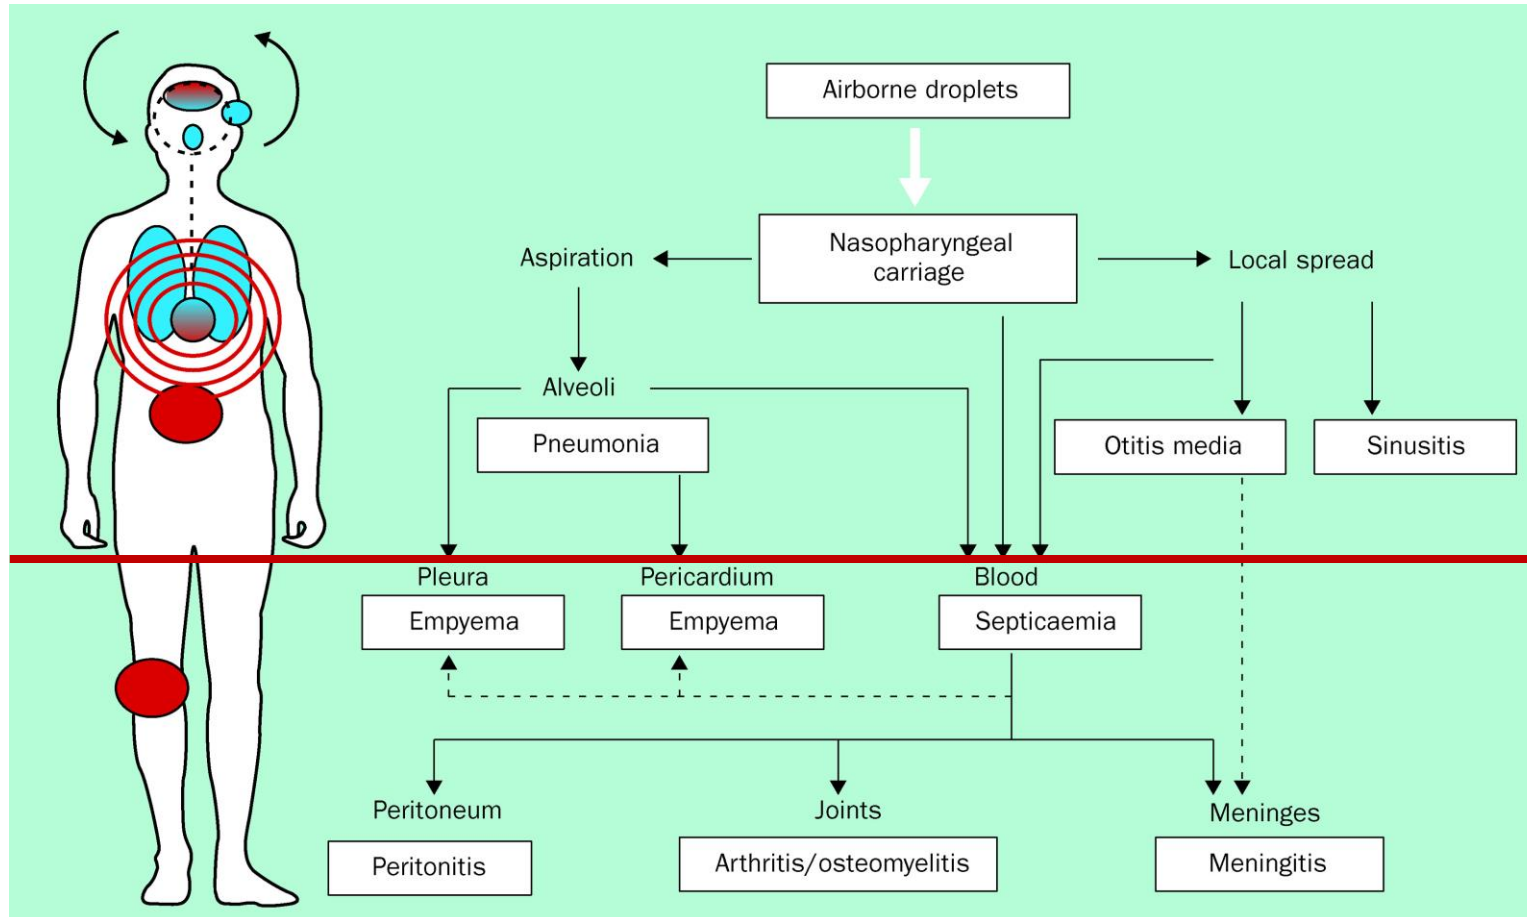 Airborne droplets
Nasopharyngeal
carriage
Aspiration
Local spread
Alveoli
Pneumonia
Otitis media
Sinusitis
Pleura
Pericardium
Blood
Empyema
Empyema
Septicaemia
Peritoneum
Joints
Meninges
Peritonitis
Arthritis/osteomyelitis
Meningitis